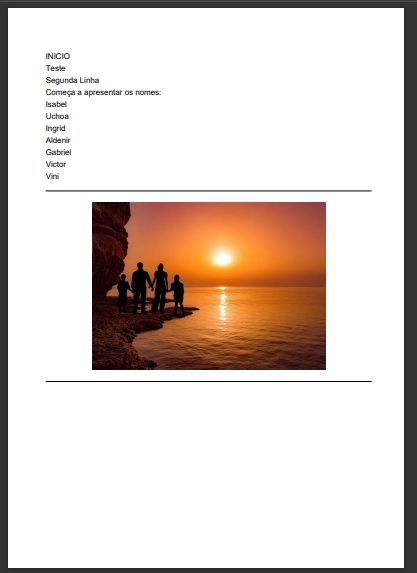 INICIO
Teste
Segunda Linha
Começa a apresentar os nomes:
Isabel
Uchoa
Ingrid
Aldenir
Gabriel
Victor
Vini